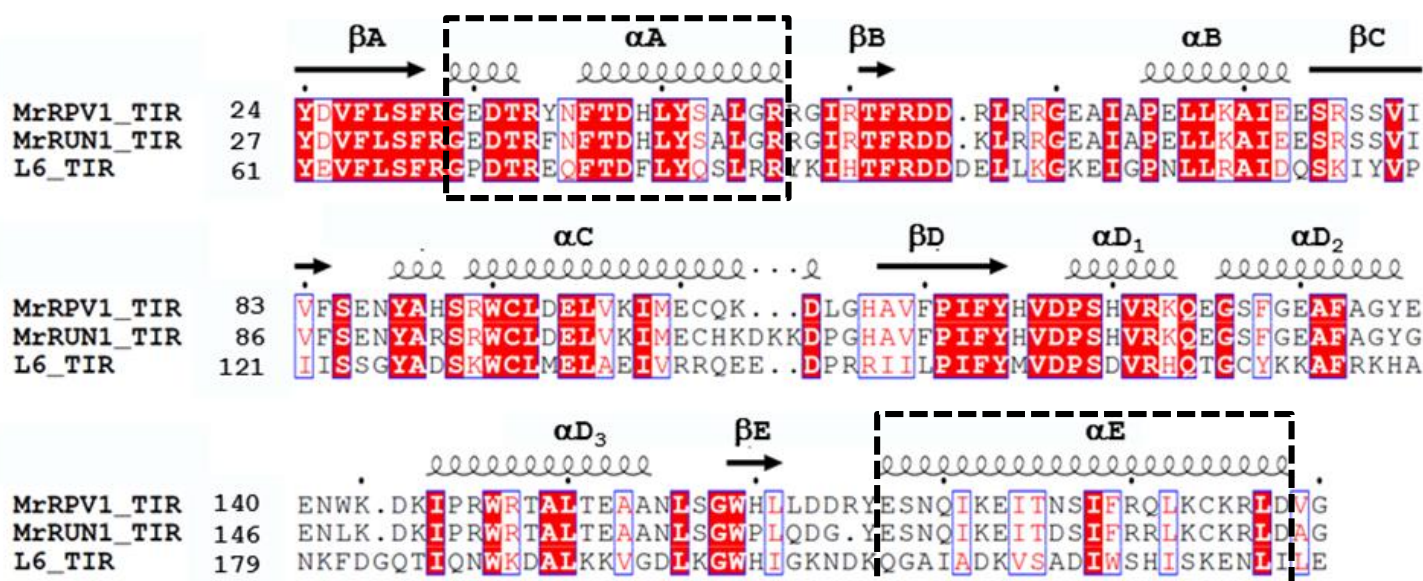 βA αA βB αB βC
MrRPV1_TIR 24 YDVFLSFRGEDTRYNFTDHLYSALGRRGIRTFRDD.RLRRGEAIAPELLKAIEESRSSVI
MrRUN1_TIR 27 YDVFLSFRGEDTRFNFTDHLYSALGRRGIRTFRDD.KLRRGEAIAPELLKAIEESRSSVI
L6_TIR 61 YEVFLSFRGPDTREQFTDFLYQSLRRYKIHTFRDDDELLKGKEIGPNLLRAIDQSKIYVP
αC βD αD₁ αD₂
MrRPV1_TIR 83 VFSENYAHSRWCLDELVKIMECQK...DLGHAVFPIFYHVDPSHVRKQEGSFGEAFAGYE
MrRUN1_TIR 86 VFSENYARSRWCLDELVKIMECHKDKKDPGHAVFPIFYHVDPSHVRKQEGSFGEAFAGYG
L6_TIR 121 IISSGYADSKWCLMELAEIVRRQEE..DPRRIILPIFYMVDPSDVRHQTGCYKKAFRKHA
αD₃ βE αE
MrRPV1_TIR 140 ENWK.DKIPRWRTALTEAANLSGWHLLDDRYESNQIKEITNSIFRQLKCKRLDVG
MrRUN1_TIR 146 ENLK.DKIPRWRTALTEAANLSGWPLQDG.YESNQIKEITDSIFRRLKCKRLDAG
L6_TIR 179 NKFDGQTIQNWKDALKKVGDLKGWHIGKNDKQGAIADKVSADIWSHISKENLILE